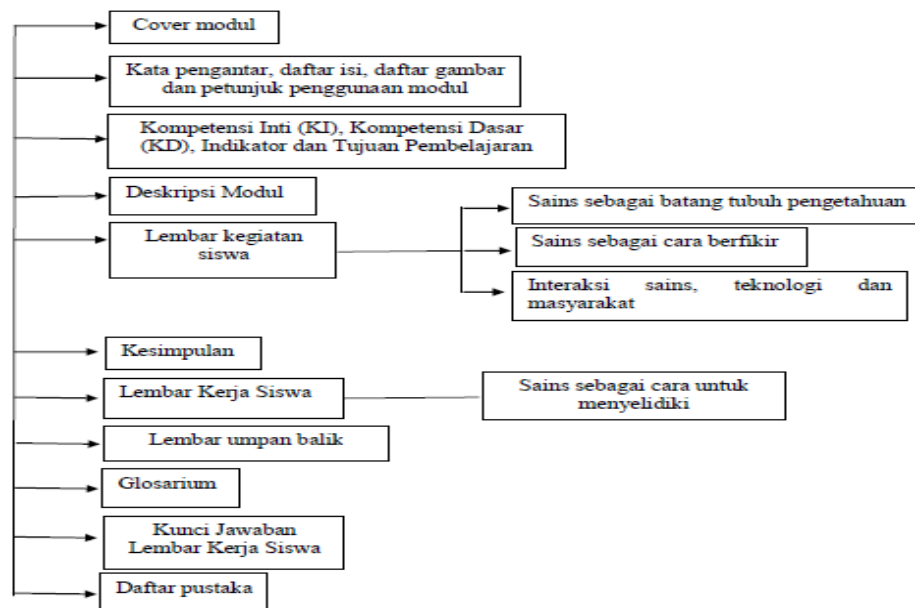 Cover modul
Kata pengantar, daftar isi, daftar gambar
dan petunjuk penggunaan modul
Kompetensi Inti (KI), Kompetensi Dasar
(KD), Indikator dan Tujuan Pembelajaran
Deskripsi Modul
Lembar kegiatan
siswa
Sains sebagai batang tubuh pengetahuan
Sains sebagai cara berfikir
Interaksi sains, teknologi dan
masyarakat
Kesimpulan
Lembar Kerja Siswa
Sains sebagai cara untuk
menyelidiki
Lembar umpan balik
Glosarium
Kunci Jawaban
Lembar Kerja Siswa
Daftar pustaka